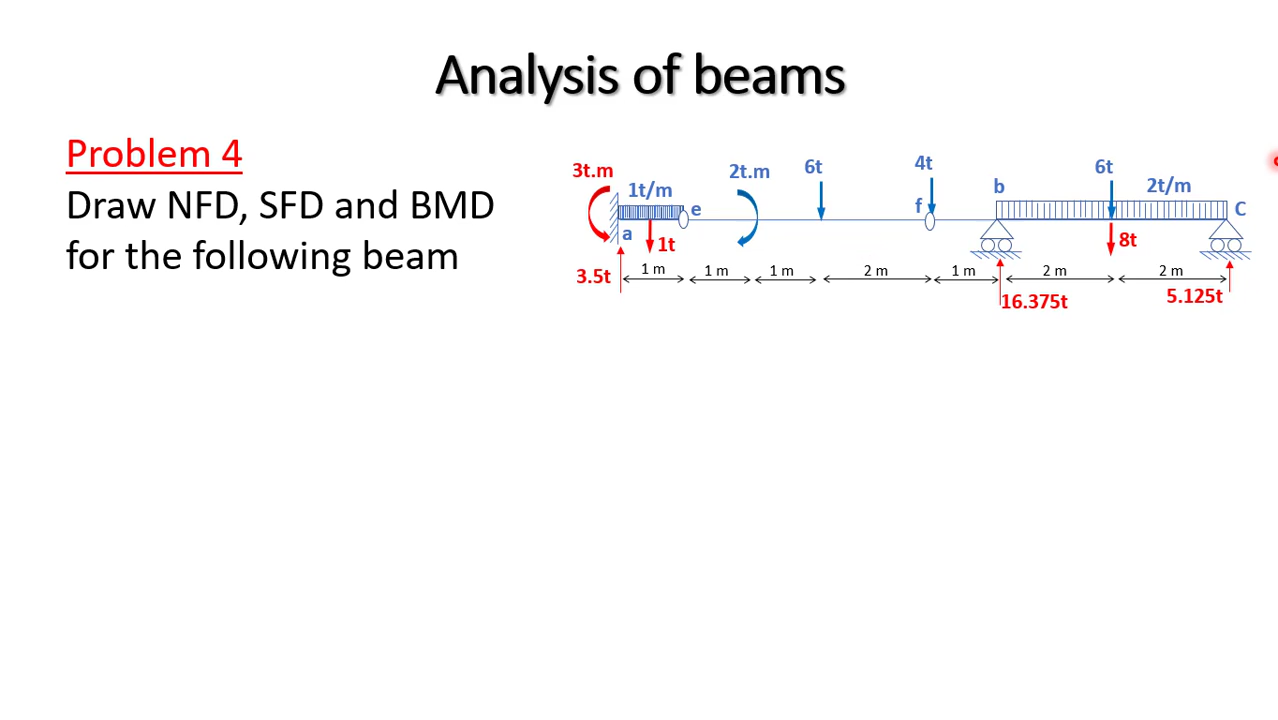 Analysis of beams
Problem 4
Draw NFD, SFD and BMD
for the following beam
3t.m 1t/m 2t.m 6t 4t b 6t 2t/m
a e f C
1t 8t
3.5t 1 m 1 m 1 m 2 m 1 m 2 m 2 m
16.375t 5.125t